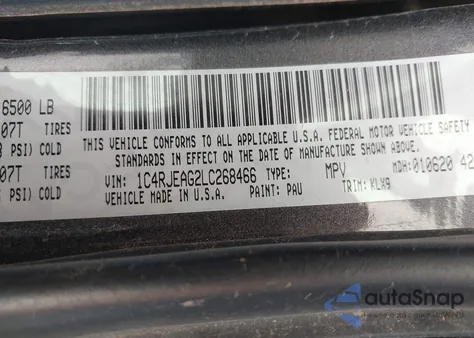 6500 LB
07T TIRES
PSI) COLD
07T TIRES
PSI) COLD
THIS VEHICLE CONFORMS TO ALL APPLICABLE U.S.A. FEDERAL MOTOR VEHICLE SAFETY
STANDARDS IN EFFECT ON THE DATE OF MANUFACTURE SHOWN ABOVE.
VIN: 1C4RJEAG2LC268466 TYPE: MPV MDH: 010620 42
VEHICLE MADE IN U.S.A. PAINT: PAU TRIM: KLX9
autoSnap